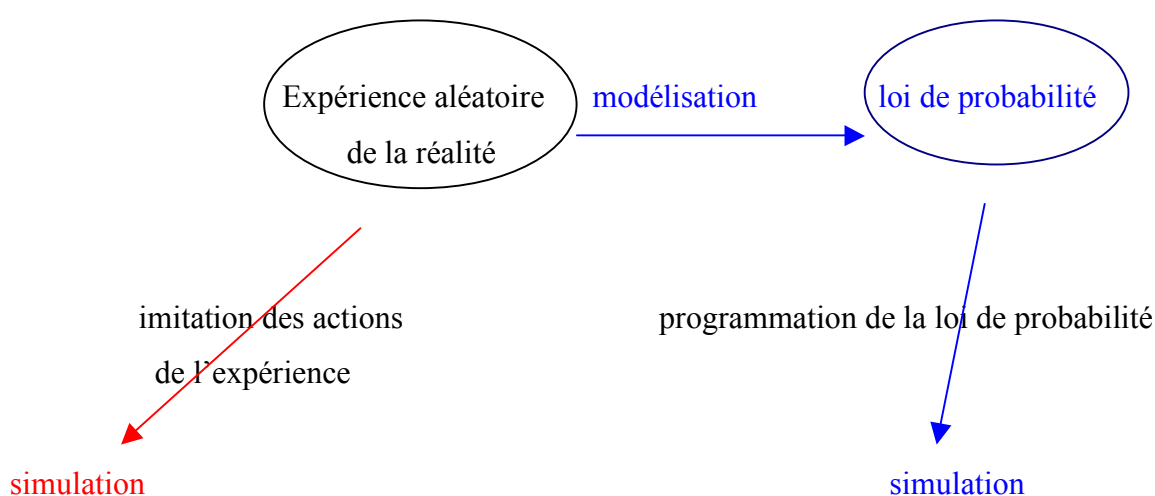 Expérience aléatoire
de la réalité
modélisation
loi de probabilité
imitation des actions
de l’expérience
programmation de la loi de probabilité
simulation
simulation